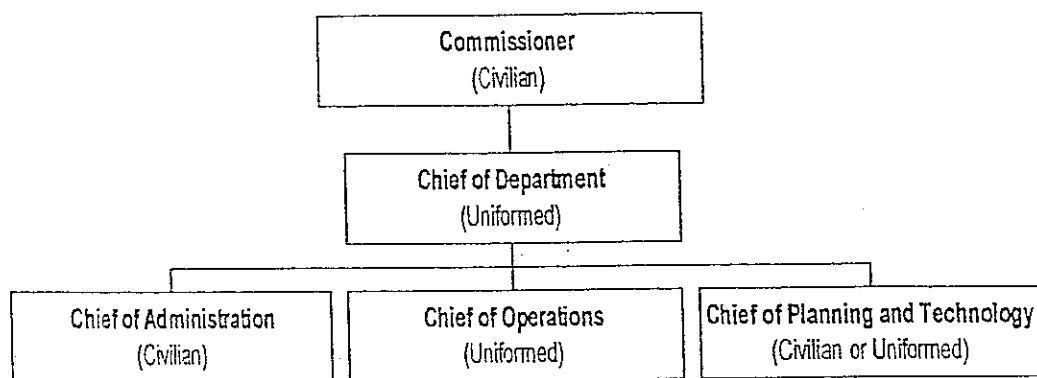 Commissioner
(Civilian)
Chief of Department
(Uniformed)
Chief of Administration
(Civilian)
Chief of Operations
(Uniformed)
Chief of Planning and Technology
(Civilian or Uniformed)